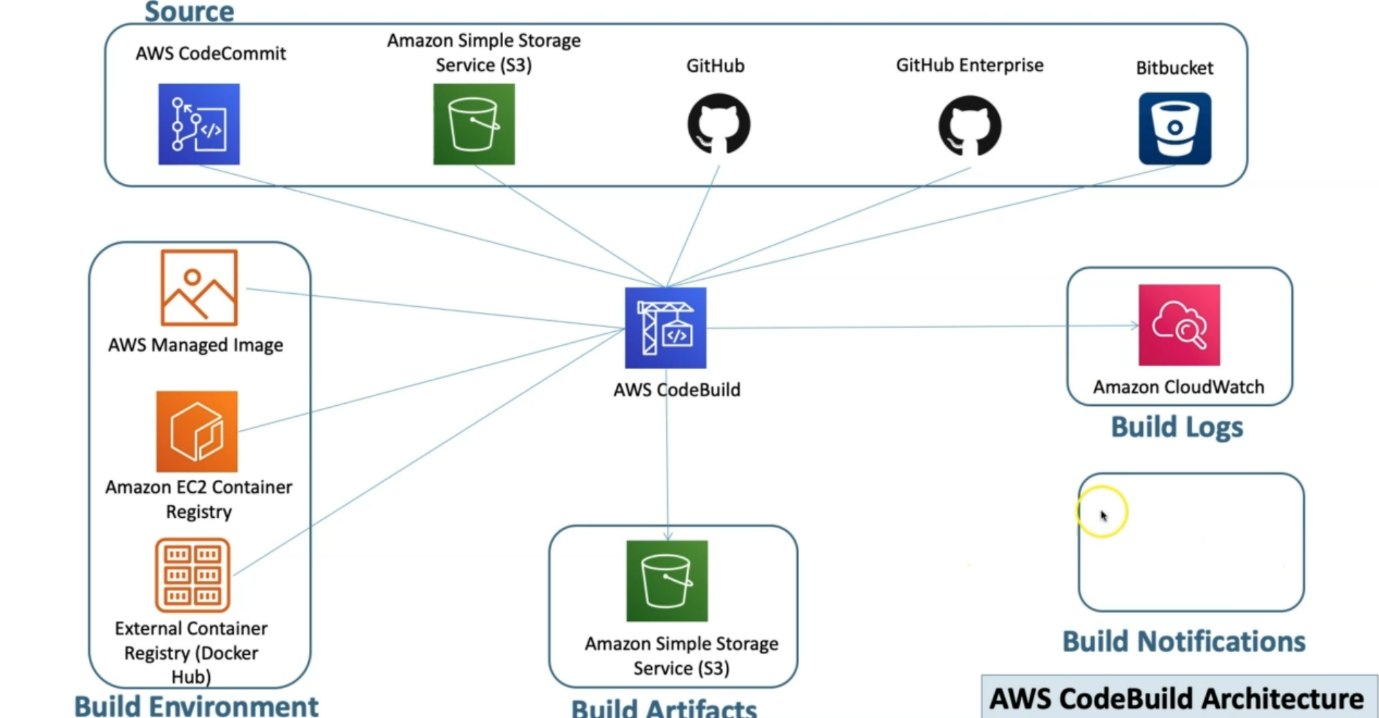 Source
AWS CodeCommit
Amazon Simple Storage
Service (S3)
GitHub
GitHub Enterprise
Bitbucket
AWS Managed Image
Amazon EC2 Container
Registry
External Container
Registry (Docker
Hub)
Build Environment
AWS CodeBuild
Amazon Simple Storage
Service (S3)
Build Artifacts
Amazon CloudWatch
Build Logs
Build Notifications
AWS CodeBuild Architecture